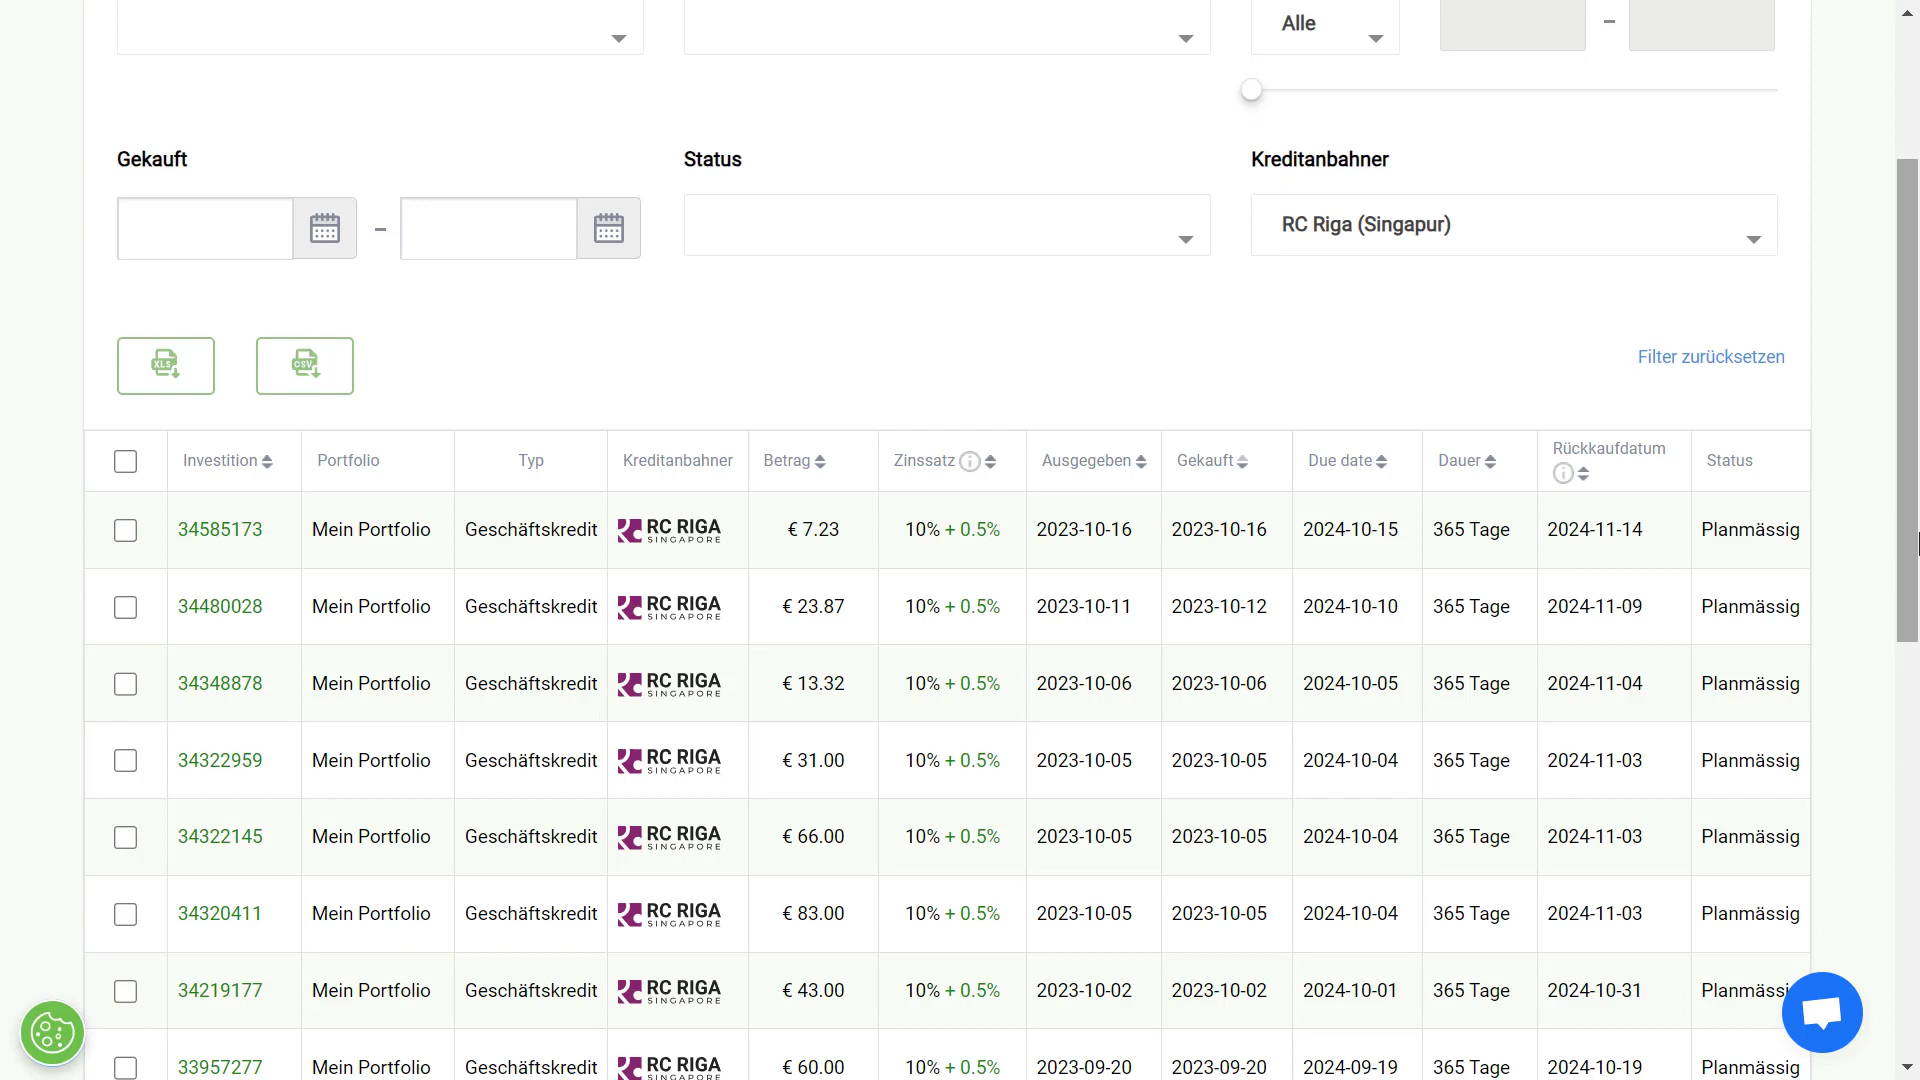 Alle
–
Gekauft
Status
Kreditanbahner
–
RC Riga (Singapur)
XLS
CSV
Filter zurücksetzen
Investition Portfolio Typ Kreditanbahner Betrag Zinssatz Ausgegeben Gekauft Due date Dauer Rückkaufdatum Status
34585173 Mein Portfolio Geschäftskredit RC RIGA SINGAPORE € 7.23 10% + 0.5% 2023-10-16 2023-10-16 2024-10-15 365 Tage 2024-11-14 Planmässig
34480028 Mein Portfolio Geschäftskredit RC RIGA SINGAPORE € 23.87 10% + 0.5% 2023-10-11 2023-10-12 2024-10-10 365 Tage 2024-11-09 Planmässig
34348878 Mein Portfolio Geschäftskredit RC RIGA SINGAPORE € 13.32 10% + 0.5% 2023-10-06 2023-10-06 2024-10-05 365 Tage 2024-11-04 Planmässig
34322959 Mein Portfolio Geschäftskredit RC RIGA SINGAPORE € 31.00 10% + 0.5% 2023-10-05 2023-10-05 2024-10-04 365 Tage 2024-11-03 Planmässig
34322145 Mein Portfolio Geschäftskredit RC RIGA SINGAPORE € 66.00 10% + 0.5% 2023-10-05 2023-10-05 2024-10-04 365 Tage 2024-11-03 Planmässig
34320411 Mein Portfolio Geschäftskredit RC RIGA SINGAPORE € 83.00 10% + 0.5% 2023-10-05 2023-10-05 2024-10-04 365 Tage 2024-11-03 Planmässig
34219177 Mein Portfolio Geschäftskredit RC RIGA SINGAPORE € 43.00 10% + 0.5% 2023-10-02 2023-10-02 2024-10-01 365 Tage 2024-10-31 Planmässi
33957277 Mein Portfolio Geschäftskredit RC RIGA SINGAPORE € 60.00 10% + 0.5% 2023-09-20 2023-09-20 2024-09-19 365 Tage 2024-10-19 Planmässig